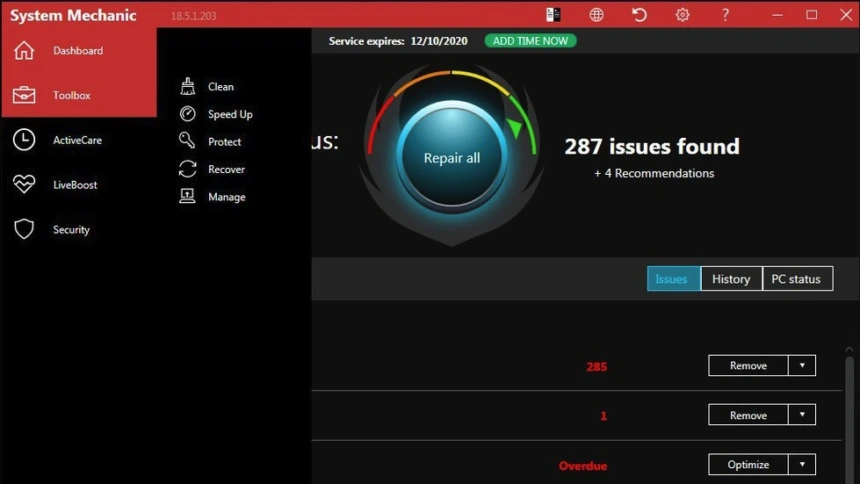 System Mechanic 18.5.1.203 ?
Dashboard
Toolbox
ActiveCare
LiveBoost
Security
Clean
Speed Up
Protect
Recover
Manage
Service expires: 12/10/2020 ADD TIME NOW
us:
Repair all
287 issues found
+ 4 Recommendations
Issues History PC status
285 Remove
1 Remove
Overdue Optimize